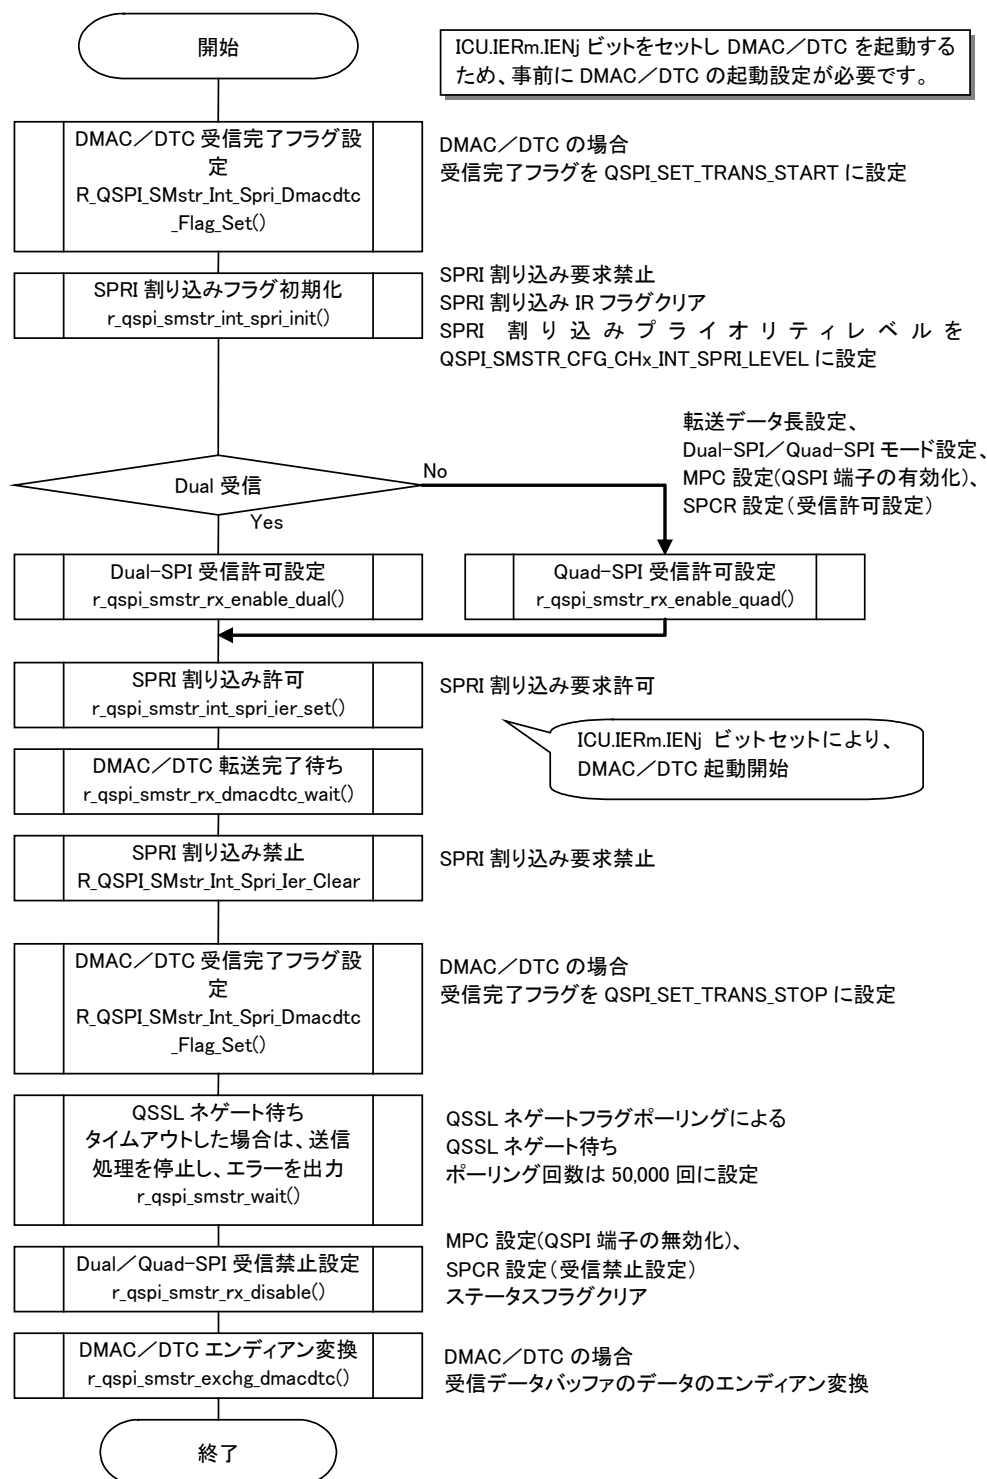 開始
ICU.IERm.IENj ビットをセットし DMAC／DTC を起動する
ため、事前に DMAC／DTC の起動設定が必要です。
DMAC／DTC 受信完了フラグ設
定
R_QSPI_SMstr_Int_Spri_Dmacdtc
_Flag_Set()
DMAC／DTC の場合
受信完了フラグを QSPI_SET_TRANS_START に設定
SPRI 割り込みフラグ初期化
r_qspi_smstr_int_spri_init()
SPRI 割り込み要求禁止
SPRI 割り込み IR フラグクリア
SPRI 割り込みプライオリティレベルを
QSPI_SMSTR_CFG_CHx_INT_SPRI_LEVEL に設定
転送データ長設定、
Dual-SPI／Quad-SPI モード設定、
MPC 設定(QSPI 端子の有効化)、
SPCR 設定（受信許可設定）
Dual 受信
No
Yes
Dual-SPI 受信許可設定
r_qspi_smstr_rx_enable_dual()
Quad-SPI 受信許可設定
r_qspi_smstr_rx_enable_quad()
SPRI 割り込み許可
r_qspi_smstr_int_spri_ier_set()
SPRI 割り込み要求許可
ICU.IERm.IENj ビットセットにより、
DMAC／DTC 起動開始
DMAC／DTC 転送完了待ち
r_qspi_smstr_rx_dmacdtc_wait()
SPRI 割り込み禁止
R_QSPI_SMstr_Int_Spri_Ier_Clear
SPRI 割り込み要求禁止
DMAC／DTC 受信完了フラグ設
定
R_QSPI_SMstr_Int_Spri_Dmacdtc
_Flag_Set()
DMAC／DTC の場合
受信完了フラグを QSPI_SET_TRANS_STOP に設定
QSSL ネゲート待ち
タイムアウトした場合は、送信
処理を停止し、エラーを出力
r_qspi_smstr_wait()
QSSL ネゲートフラグポーリングによる
QSSL ネゲート待ち
ポーリング回数は 50,000 回に設定
Dual／Quad-SPI 受信禁止設定
r_qspi_smstr_rx_disable()
MPC 設定(QSPI 端子の無効化)、
SPCR 設定（受信禁止設定）
ステータスフラグクリア
DMAC／DTC エンディアン変換
r_qspi_smstr_exchg_dmacdtc()
DMAC／DTC の場合
受信データバッファのデータのエンディアン変換
終了